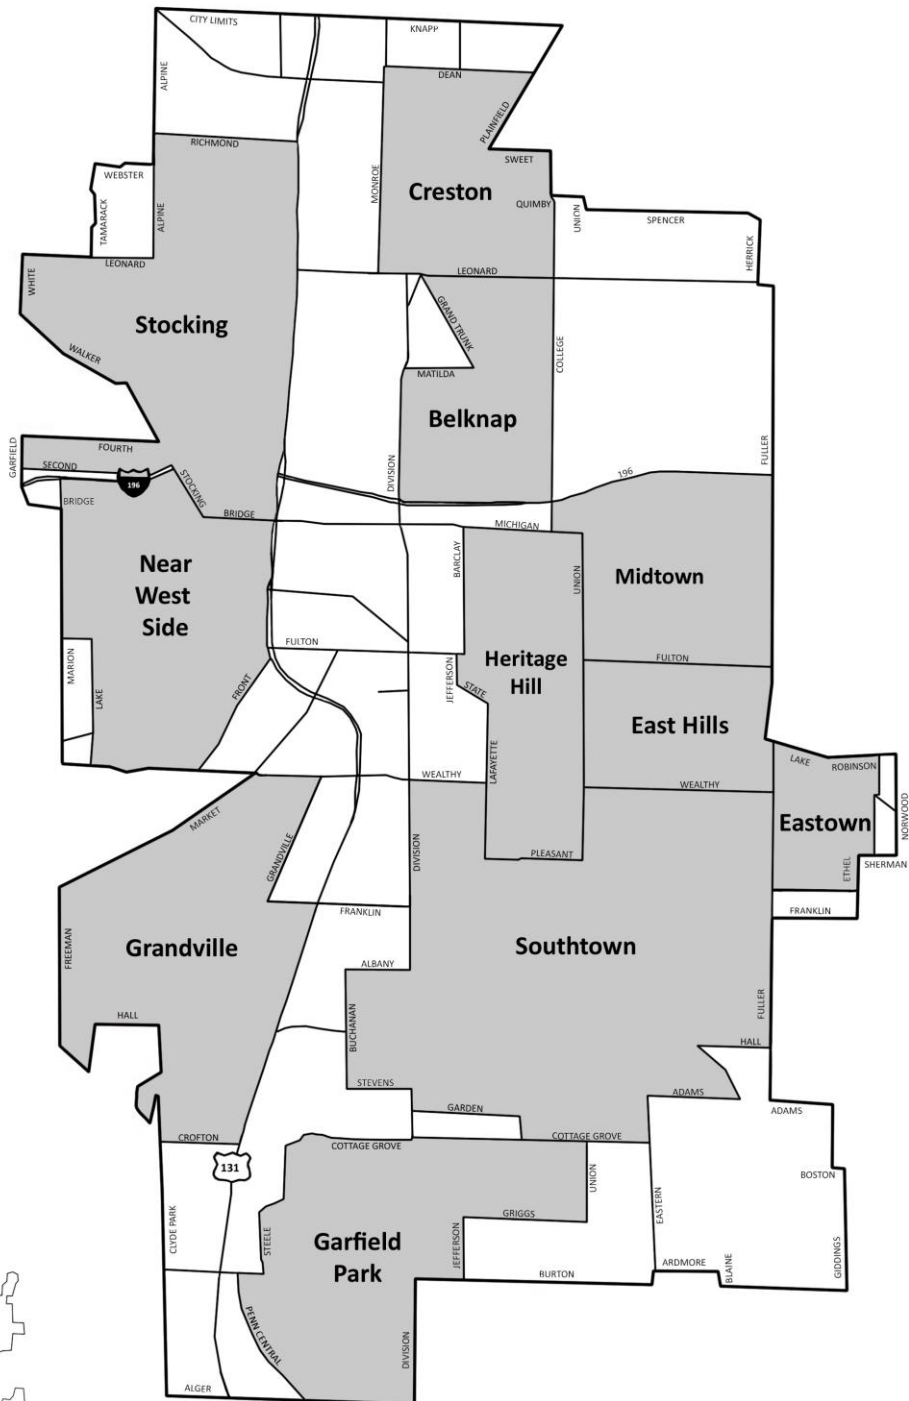 CITY LIMITS
KNAPP
DEAN
ALPINE
PLAINFIELD
RICHMOND
SWEET
WEBSTER
MONROE
Creston
QUIMBY
TAMARACK
ALPINE
UNION
SPENCER
HERRICK
LEONARD
LEONARD
WHITE
Stocking
GRAND TRUNK
WALKER
COLLEGE
MATILDA
Belknap
GARFIELD
FOURTH
FULLER
SECOND
196
STOCKING
DIVISION
196
BRIDGE
BRIDGE
MICHIGAN
Near
West
Side
BARCLAY
UNION
Midtown
FULTON
Heritage
Hill
FULTON
MARION
LAKE
FRONT
JEFFERSON
STATE
East Hills
LAFAYETTE
LAKE
ROBINSON
WEALTHY
WEALTHY
NORWOOD
MARKET
GRANDVILLE
DIVISION
Eastown
PLEASANT
ETHEL
SHERMAN
FRANKLIN
FRANKLIN
FREEMAN
Grandville
Southtown
ALBANY
HALL
BUCHANAN
FULLER
HALL
STEVENS
ADAMS
GARDEN
ADAMS
CROFTON
COTTAGE GROVE
COTTAGE GROVE
131
UNION
BOSTON
CLYDE PARK
STEELE
Garfield
Park
JEFFERSON
GRIGGS
EASTERN
GIDDINGS
BURTON
ARDMORE
BLAINE
PENN CENTRAL
DIVISION
ALGER